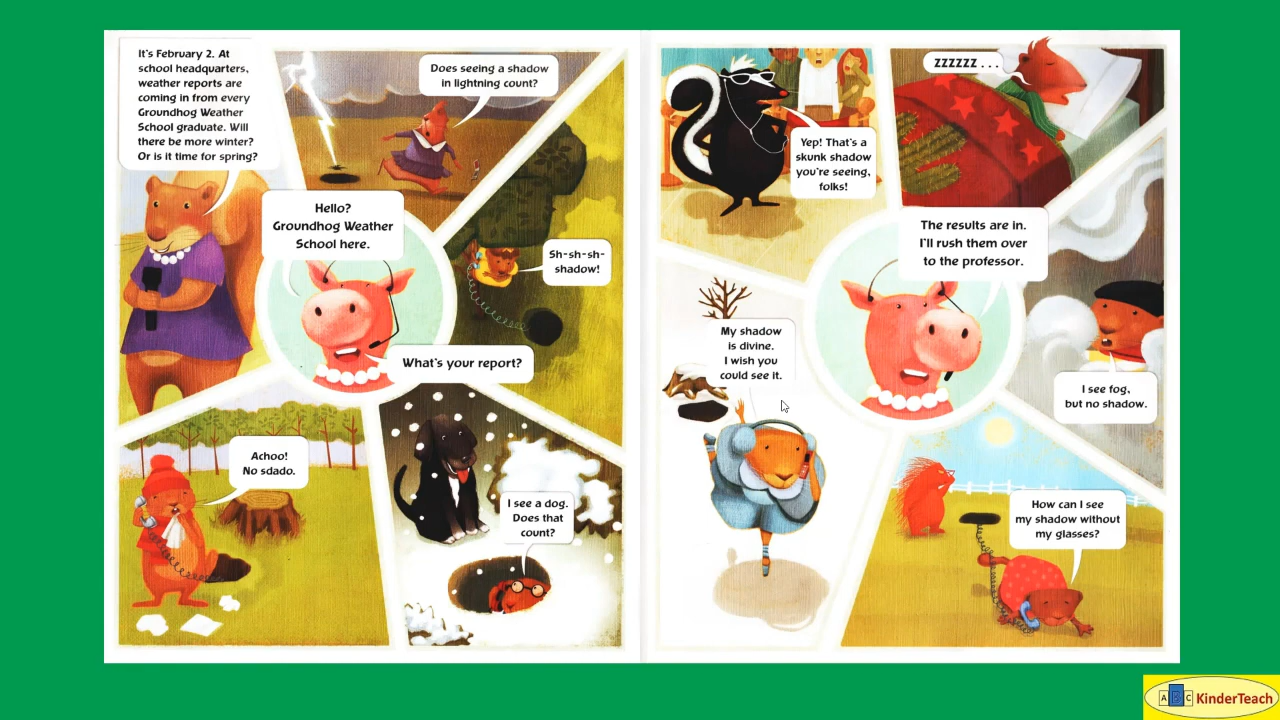 It's February 2. At
school headquarters,
weather reports are
coming in from every
Groundhog Weather
School graduate. Will
there be more winter?
Or is it time for spring?
Does seeing a shadow
in lightning count?
Hello?
Groundhog Weather
School here.
Sh-sh-sh-
shadow!
What's your report?
Achoo!
No sdado.
I see a dog.
Does that
count?
Yep! That's a
skunk shadow
you're seeing,
folks!
ZZZZZZ . . .
The results are in.
I'll rush them over
to the professor.
My shadow
is divine.
I wish you
could see it.
I see fog,
but no shadow.
How can I see
my shadow without
my glasses?
ABC KinderTeach